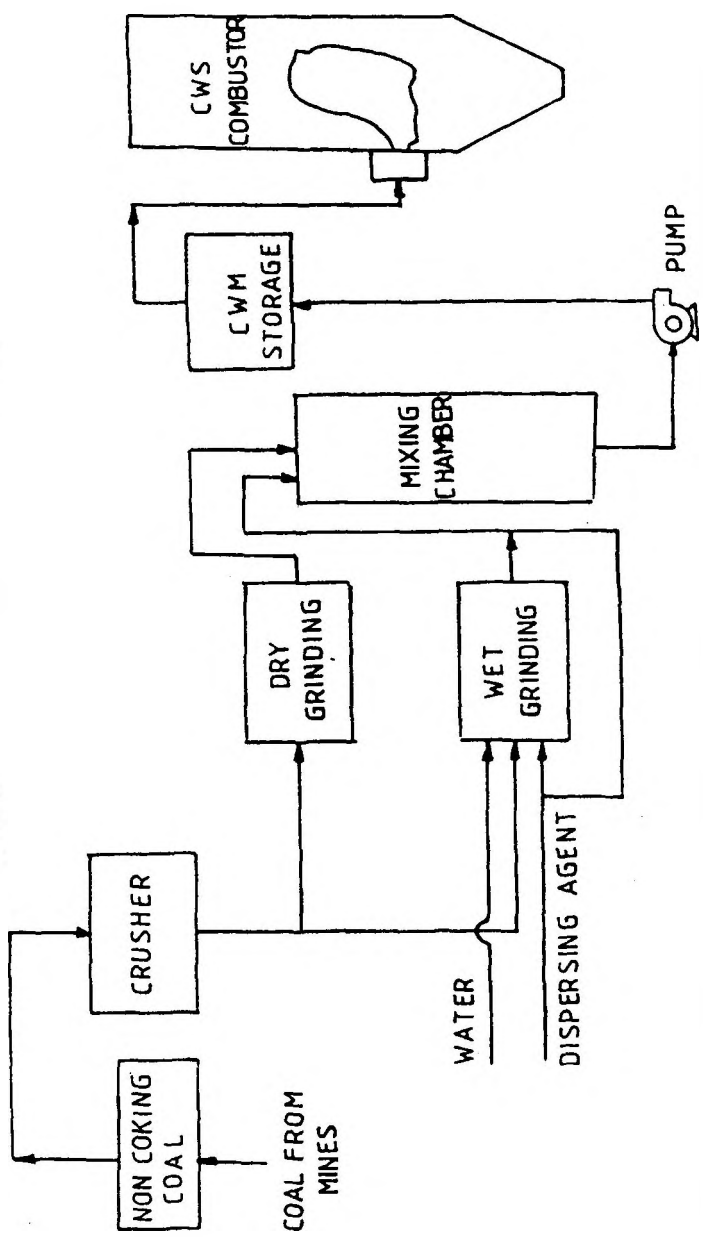 NON COKING
COAL
COAL FROM
MINES
CRUSHER
WATER
DISPERSING AGENT
DRY
GRINDING
WET
GRINDING
MIXING
CHAMBER
PUMP
CWM
STORAGE
CWS
COMBUSTOR